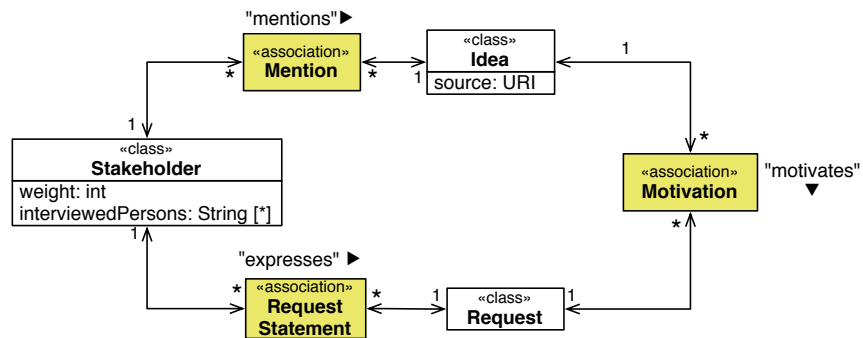 "mentions" ▶
«association»
Mention
«class»
Idea
source: URI
*
*
1
1
1
«class»
Stakeholder
weight: int
interviewedPersons: String [*]
*
«association»
Motivation
"motivates"
▼
1
*
"expresses" ▶
*
«association»
Request
Statement
*
1
«class»
Request
1